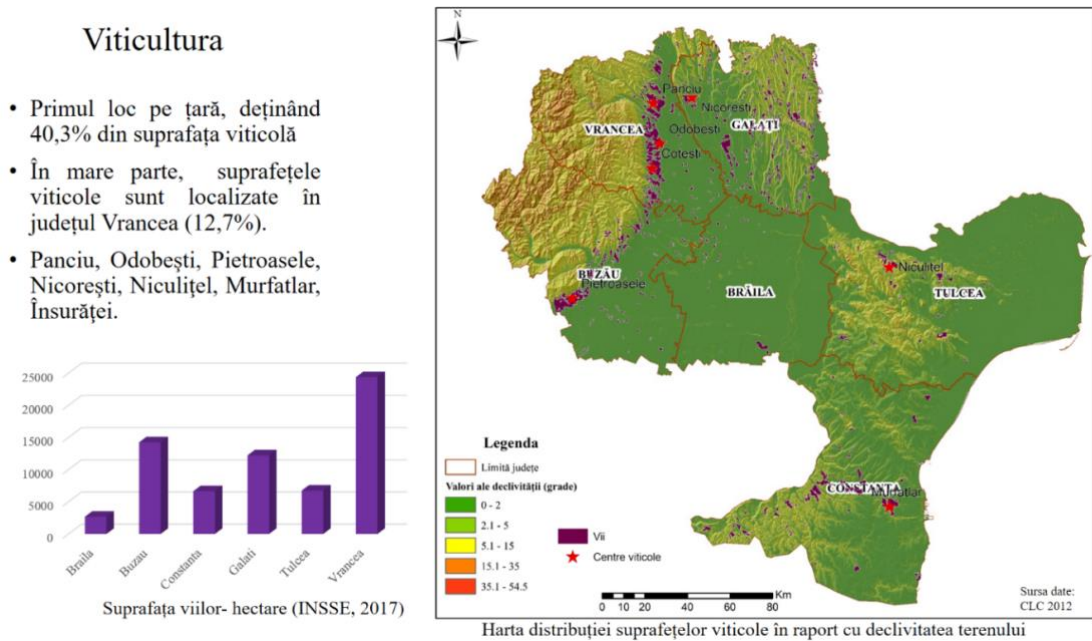 Viticultura
• Primul loc pe țară, deținând
40,3% din suprafața viticolă
• În mare parte, suprafețele
viticole sunt localizate în
județul Vrancea (12,7%).
• Panciu, Odobești, Pietroasele,
Nicorești, Niculițel, Murfatlar,
Însurăței.
25000
20000
15000
10000
5000
0
Braila
Buzau
Constanta
Galati
Tulcea
Vrancea
Suprafața viilor- hectare (INSSE, 2017)
N
Panciu
Nicorești
VRANCEA
Odobești
GALAȚI
Cotești
BUZĂU
Pietroasele
BRĂILA
Niculițel
TULCEA
CONSTANȚA
Murfatlar
Legenda
Limită județe
Valori ale declivității (grade)
0 - 2
2.1 - 5
5.1 - 15
15.1 - 35
35.1 - 54.5
Vii
Centre viticole
Km
0 10 20 40 60 80
Sursa date:
CLC 2012
Harta distribuției suprafețelor viticole în raport cu declivitatea terenului